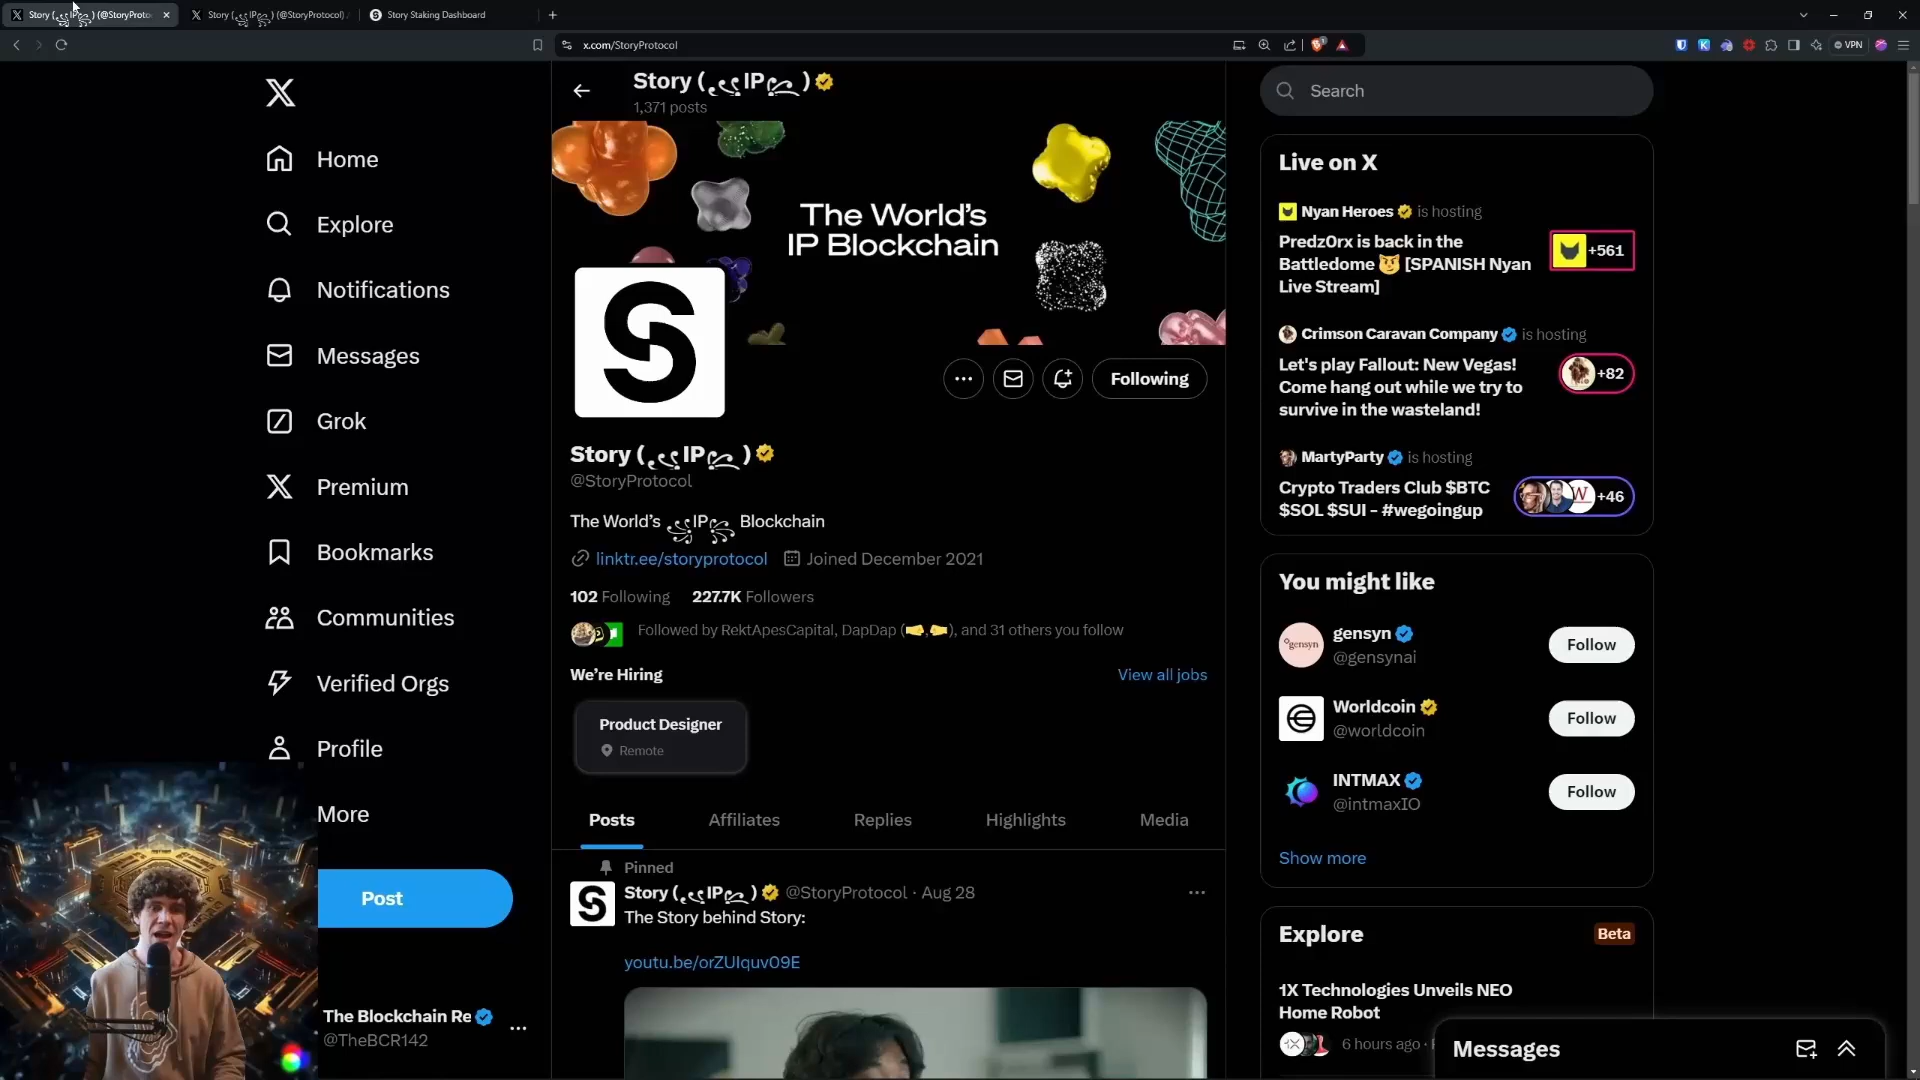 Story (
IP
) (@StoryProto
Story (
IP
) (@StoryProtocol) /
Story Staking Dashboard
x.com/StoryProtocol
VPN
Story (
IP
)
1,371 posts
Home
Explore
Notifications
Messages
Grok
Premium
Bookmarks
Communities
Verified Orgs
Profile
More
Post
The Blockchain Re
@TheBCR142
The World's
IP Blockchain
Following
Story (
IP
)
@StoryProtocol
The World's
IP
Blockchain
linktr.ee/storyprotocol Joined December 2021
102 Following 227.7K Followers
Followed by RektApesCapital, DapDap (🤜,🤛), and 31 others you follow
We're Hiring
View all jobs
Product Designer
Remote
Posts Affiliates Replies Highlights Media
Pinned
Story (
IP
) @StoryProtocol · Aug 28
The Story behind Story:
youtu.be/orZUIquv09E
Search
Live on X
Nyan Heroes is hosting
Predz0rx is back in the
Battledome 😼 [SPANISH Nyan
Live Stream]
+561
Crimson Caravan Company is hosting
Let's play Fallout: New Vegas!
Come hang out while we try to
survive in the wasteland!
+82
MartyParty is hosting
Crypto Traders Club $BTC
$SOL $SUI - #wegoingup
+46
You might like
gensyn
@gensynai
Follow
Worldcoin
@worldcoin
Follow
INTMAX
@intmaxIO
Follow
Show more
Explore
Beta
1X Technologies Unveils NEO
Home Robot
6 hours ago ·
Messages